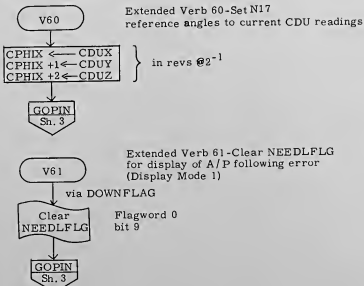 V60
Extended Verb 60-Set N17
reference angles to current CDU readings
CPHIX ← CDUX
CPHIX +1← CDUY
CPHIX +2← CDUZ
in revs @2⁻¹
GOPIN
Sh. 3
V61
Extended Verb 61-Clear NEEDLFLG
for display of A/P following error
(Display Mode 1)
via DOWNFLAG
Clear
NEEDLFLG
Flagword 0
bit 9
GOPIN
Sh. 3